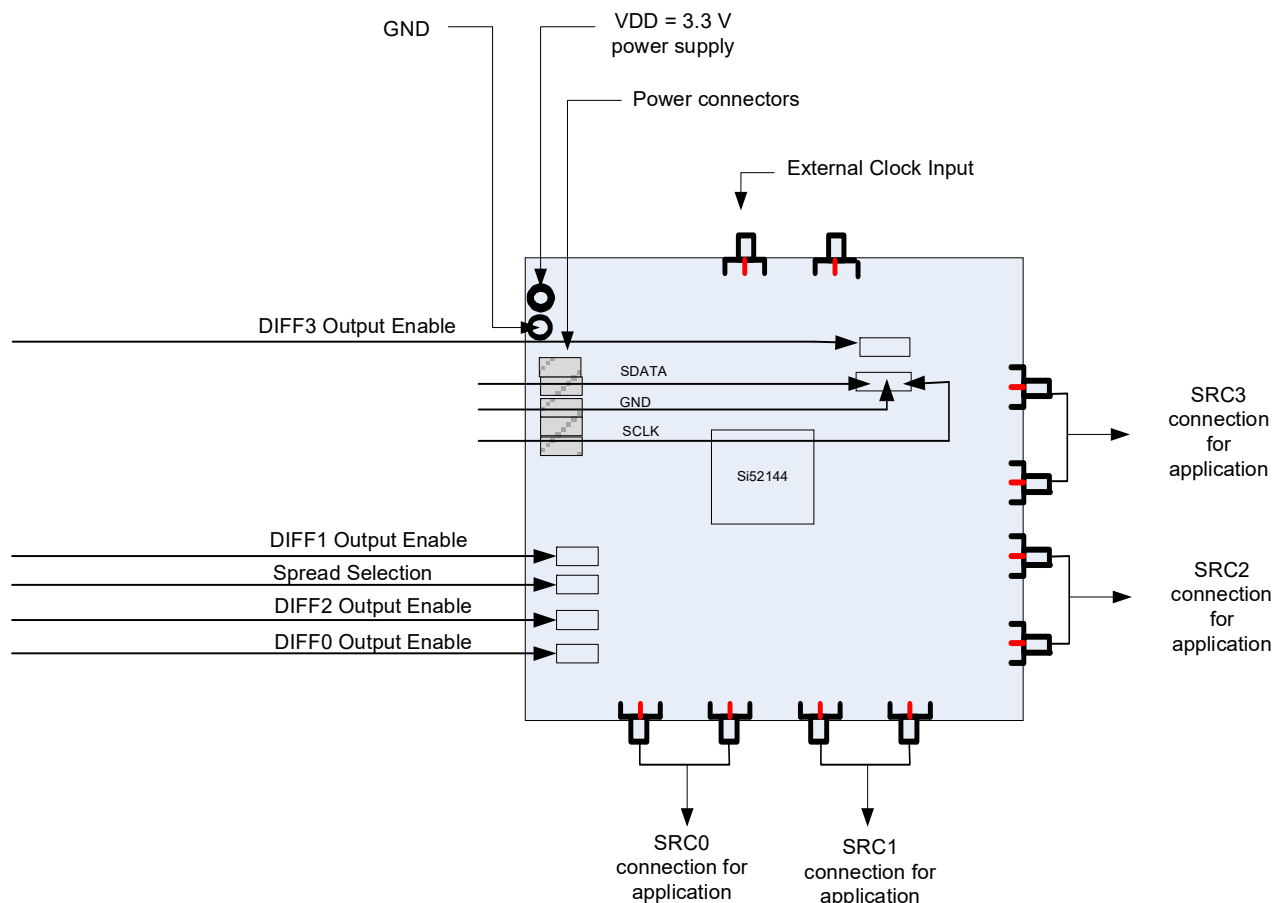 GND
VDD = 3.3 V
power supply
Power connectors
External Clock Input
DIFF3 Output Enable
SDATA
GND
SCLK
Si52144
SRC3
connection
for
application
DIFF1 Output Enable
Spread Selection
DIFF2 Output Enable
DIFF0 Output Enable
SRC2
connection
for
application
SRC0
connection for
application
SRC1
connection for
application